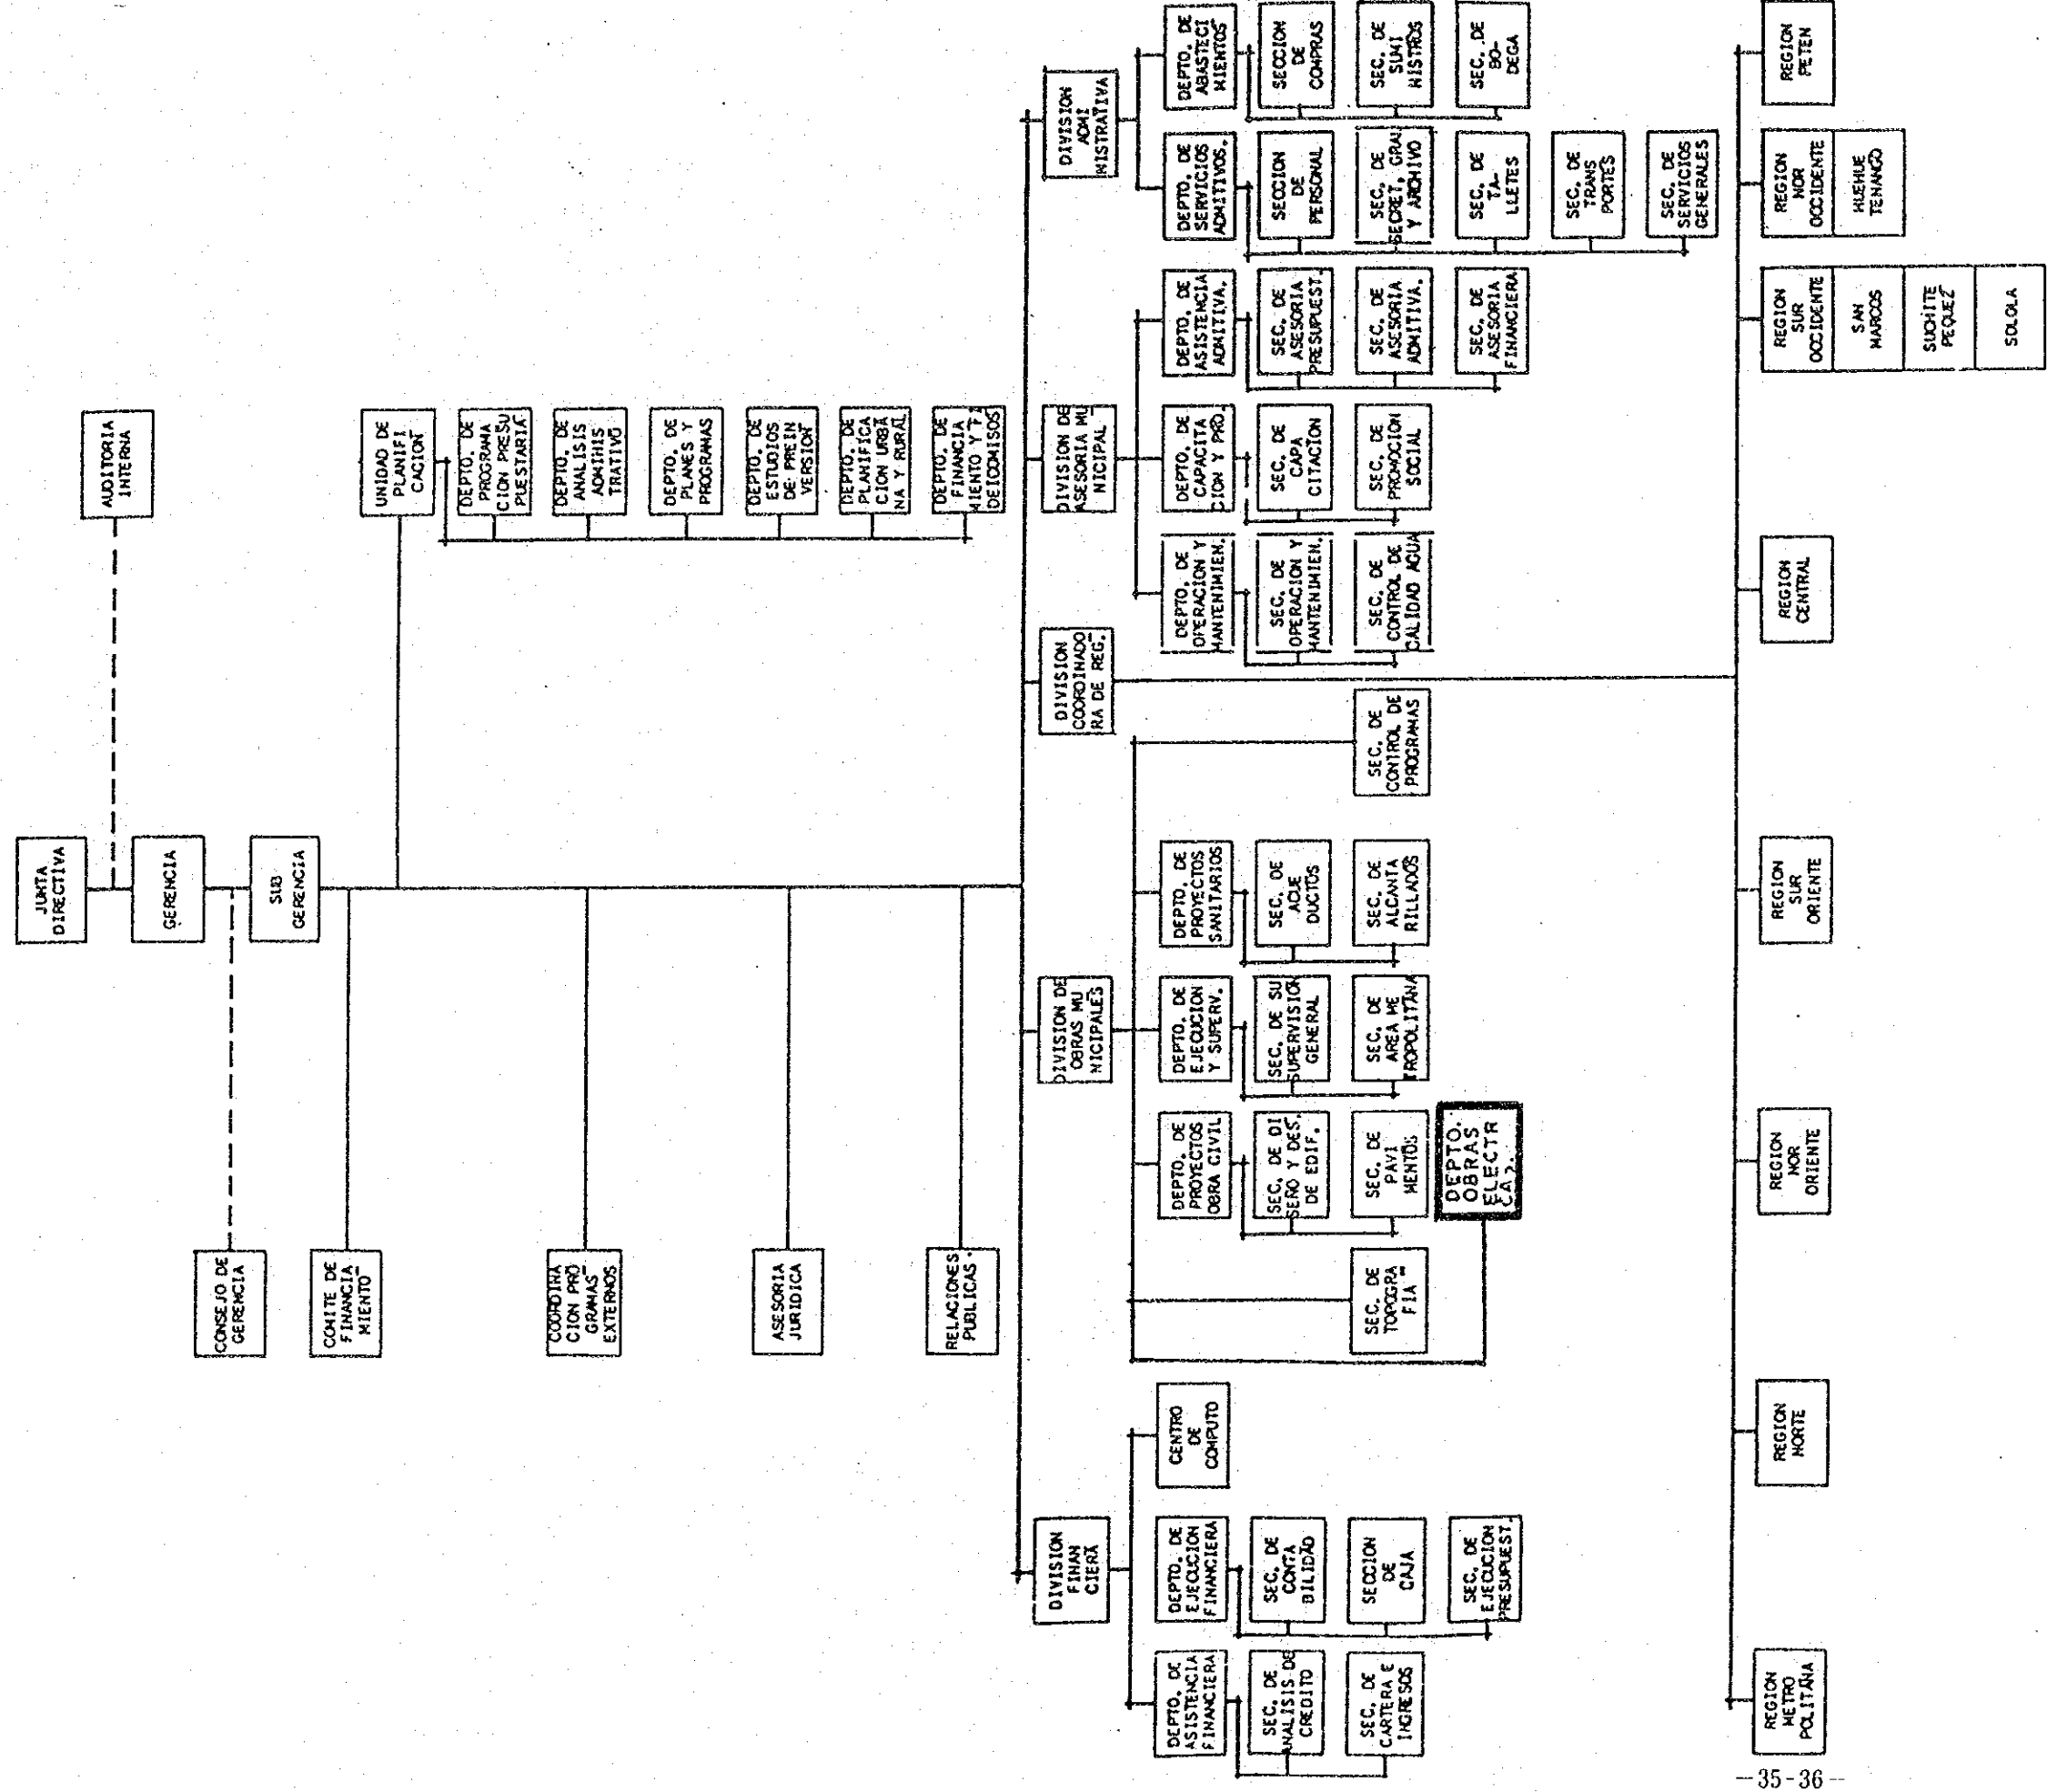 JUNTA
DIRECTIVA
AUDITORIA
INTERNA
GERENCIA
CONSEJO DE
GERENCIA
SUB
GERENCIA
COMITE DE
FINANCIA
MIENTO
UNIDAD DE
PLANIFI
CACION
DEPTO. DE
PROGRAMA
CION PRESU
PUESTARIA
DEPTO. DE
ANALISIS
ADMINIS
TRATIVO
DEPTO. DE
PLANES Y
PROGRAMAS
DEPTO. DE
ESTUDIOS
DE PREIN
VERSION
DEPTO. DE
PLANIFICA
CION URBA
NA Y RURAL
DEPTO. DE
FINANCIA
MIENTO Y FI
DEICOMISOS
COORDINA
CION PRO
GRAMAS
EXTERNOS
ASESORIA
JURIDICA
RELACIONES
PUBLICAS.
DIVISION
FINAN
CIERA
DIVISION DE
OBRAS MU
NICIPALES
DIVISION
COORDINADO
RA DE REG.
DIVISION DE
ASESORIA MU
NICIPAL
DIVISION
ADMI
NISTRATIVA
DEPTO. DE
ASISTENCIA
FINANCIERA
SEC. DE
ANALISIS DE
CREDITO
SEC. DE
CARTERA E
INGRESOS
DEPTO. DE
EJECUCION
FINANCIERA
SEC. DE
CONTA
BILIDAD
SECCION
DE
CAJA
SEC. DE
EJECUCION
PRESUPUEST.
CENTRO
DE
COMPUTO
SEC. DE
TOPOGRA
FIA
DEPTO. DE
PROYECTOS
OBRA CIVIL
SEC. DE DI
SEÑO Y DES.
DE EDIF.
SEC. DE
PAVI
MENTOS
DEPTO.
OBRAS
ELECTR
CA2.
DEPTO. DE
EJECUCION
Y SUPERV.
SEC. DE SU
SUPERVISION
GENERAL
SEC. DE
AREA ME
TROPOLITANA
DEPTO. DE
PROYECTOS
SANITARIOS
SEC. DE
ACUE
DUCTOS
SEC. DE
ALCANTA
RILLADOS
SEC. DE
CONTROL DE
PROGRAMAS
DEPTO. DE
OPERACION Y
MANTENIMIEN.
SEC. DE
OPERACION Y
MANTENIMIEN.
SEC. DE
CONTROL DE
CALIDAD AGUA
DEPTO. DE
CAPACITA
CION Y PRO.
SEC. DE
CAPA
CITACION
SEC. DE
PROMOCION
SOCIAL
DEPTO. DE
ASISTENCIA
ADMITIVA.
SEC. DE
ASESORIA
PRESUPUEST.
SEC. DE
ASESORIA
ADMITIVA.
SEC. DE
ASESORIA
FINANCIERA
DEPTO. DE
SERVICIOS
ADMITIVOS.
SECCION
DE
PERSONAL
SEC. DE
SECRET. GRAL
Y ARCHIVO
SEC. DE
TA-
LLETES
SEC. DE
TRANS
PORTES
SEC. DE
SERVICIOS
GENERALES
DEPTO. DE
ABASTECI
MIENTOS
SECCION
DE
COMPRAS
SEC. DE
SUMI
NISTROS
SEC. DE
BO-
DEGA
REGION
METRO
POLITANA
REGION
NORTE
REGION
NOR
ORIENTE
REGION
SUR
ORIENTE
REGION
CENTRAL
REGION
SUR
OCCIDENTE
SAN
MARCOS
SUCHITE
PEQUEZ
SOLOLA
REGION
NOR
OCCIDENTE
HUEHUE
TENANGO
REGION
PETEN
—35-36—